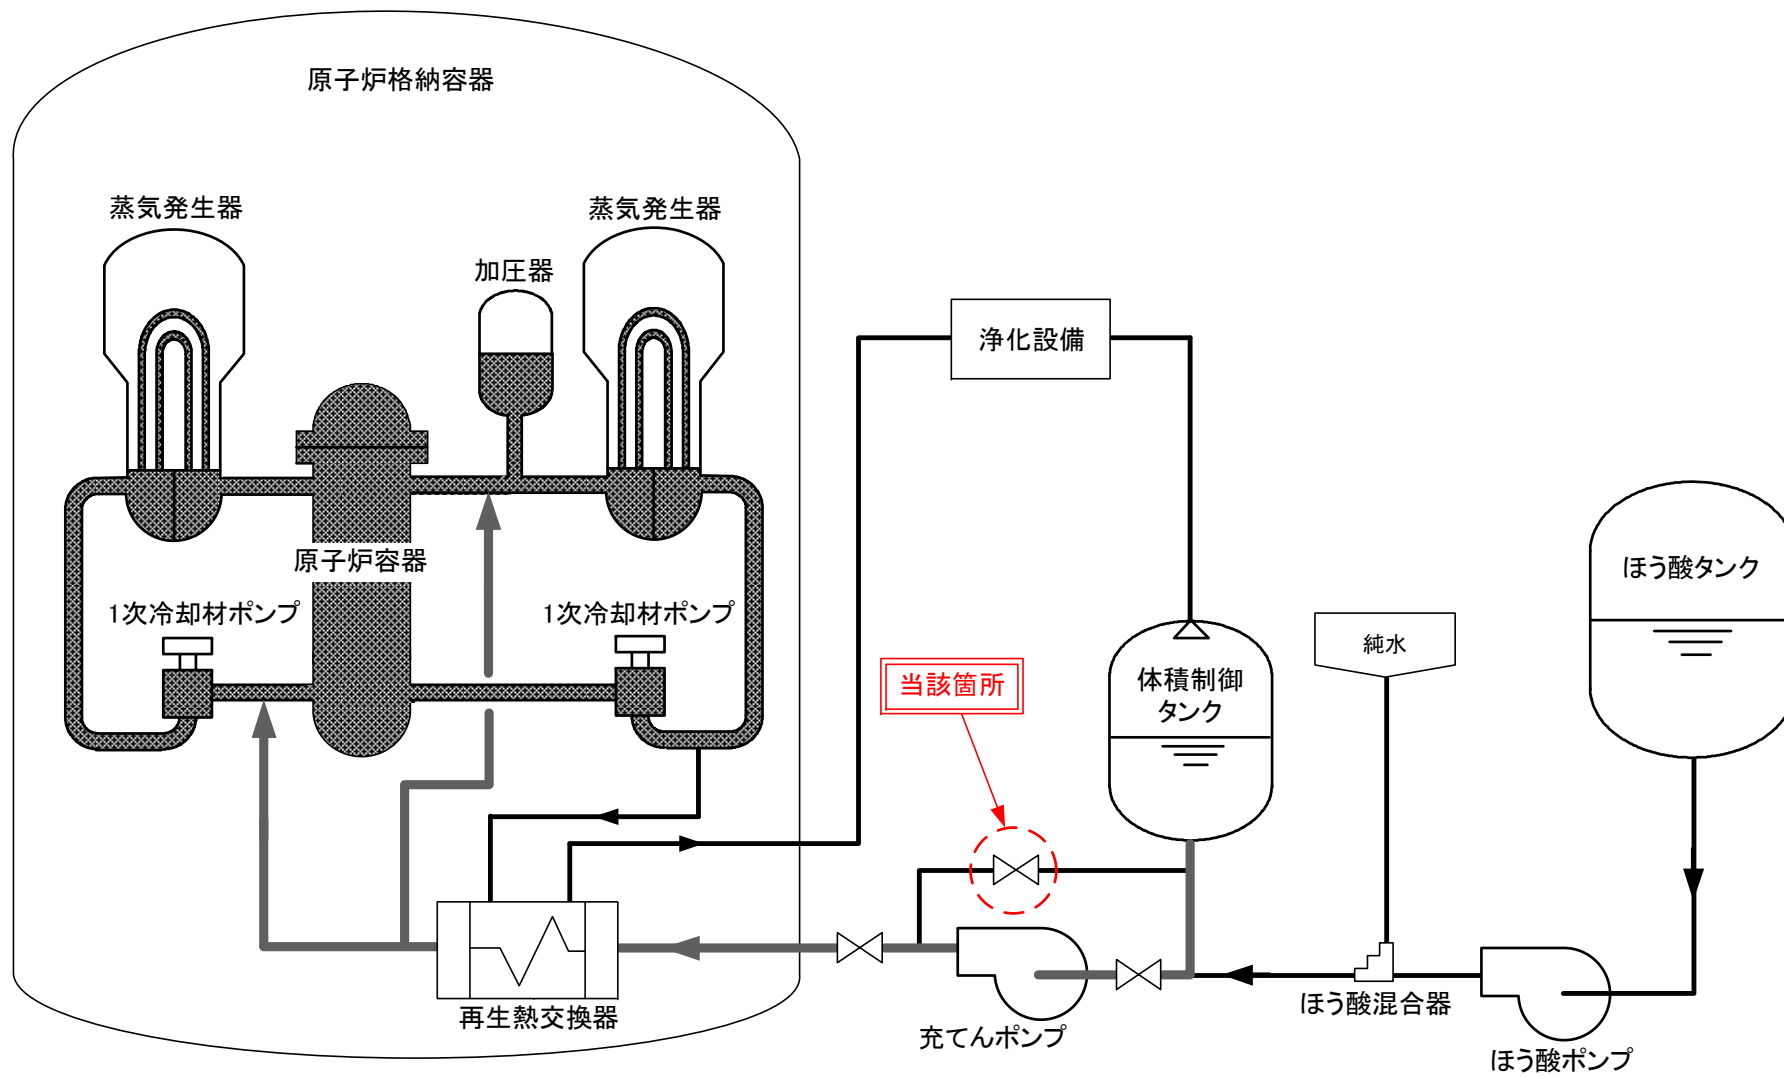 原子炉格納容器
蒸気発生器
蒸気発生器
加圧器
浄化設備
原子炉容器
ほう酸タンク
1次冷却材ポンプ
1次冷却材ポンプ
純水
当該箇所
体積制御
タンク
再生熱交換器
充てんポンプ
ほう酸混合器
ほう酸ポンプ